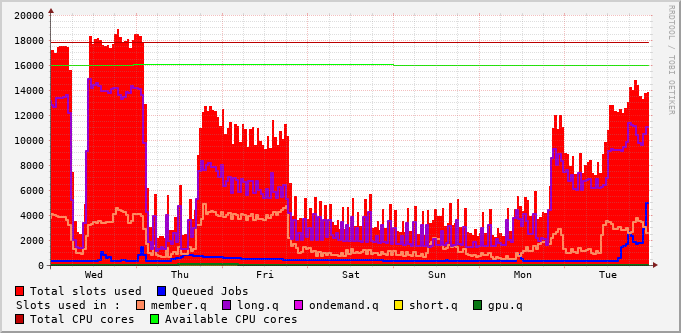 20000
18000
16000
14000
12000
10000
8000
6000
4000
2000
0
Wed Thu Fri Sat Sun Mon Tue
RRDTOOL / TOBI OETIKER
Total slots used Queued Jobs
Slots used in : member.q long.q ondemand.q short.q gpu.q
Total CPU cores Available CPU cores